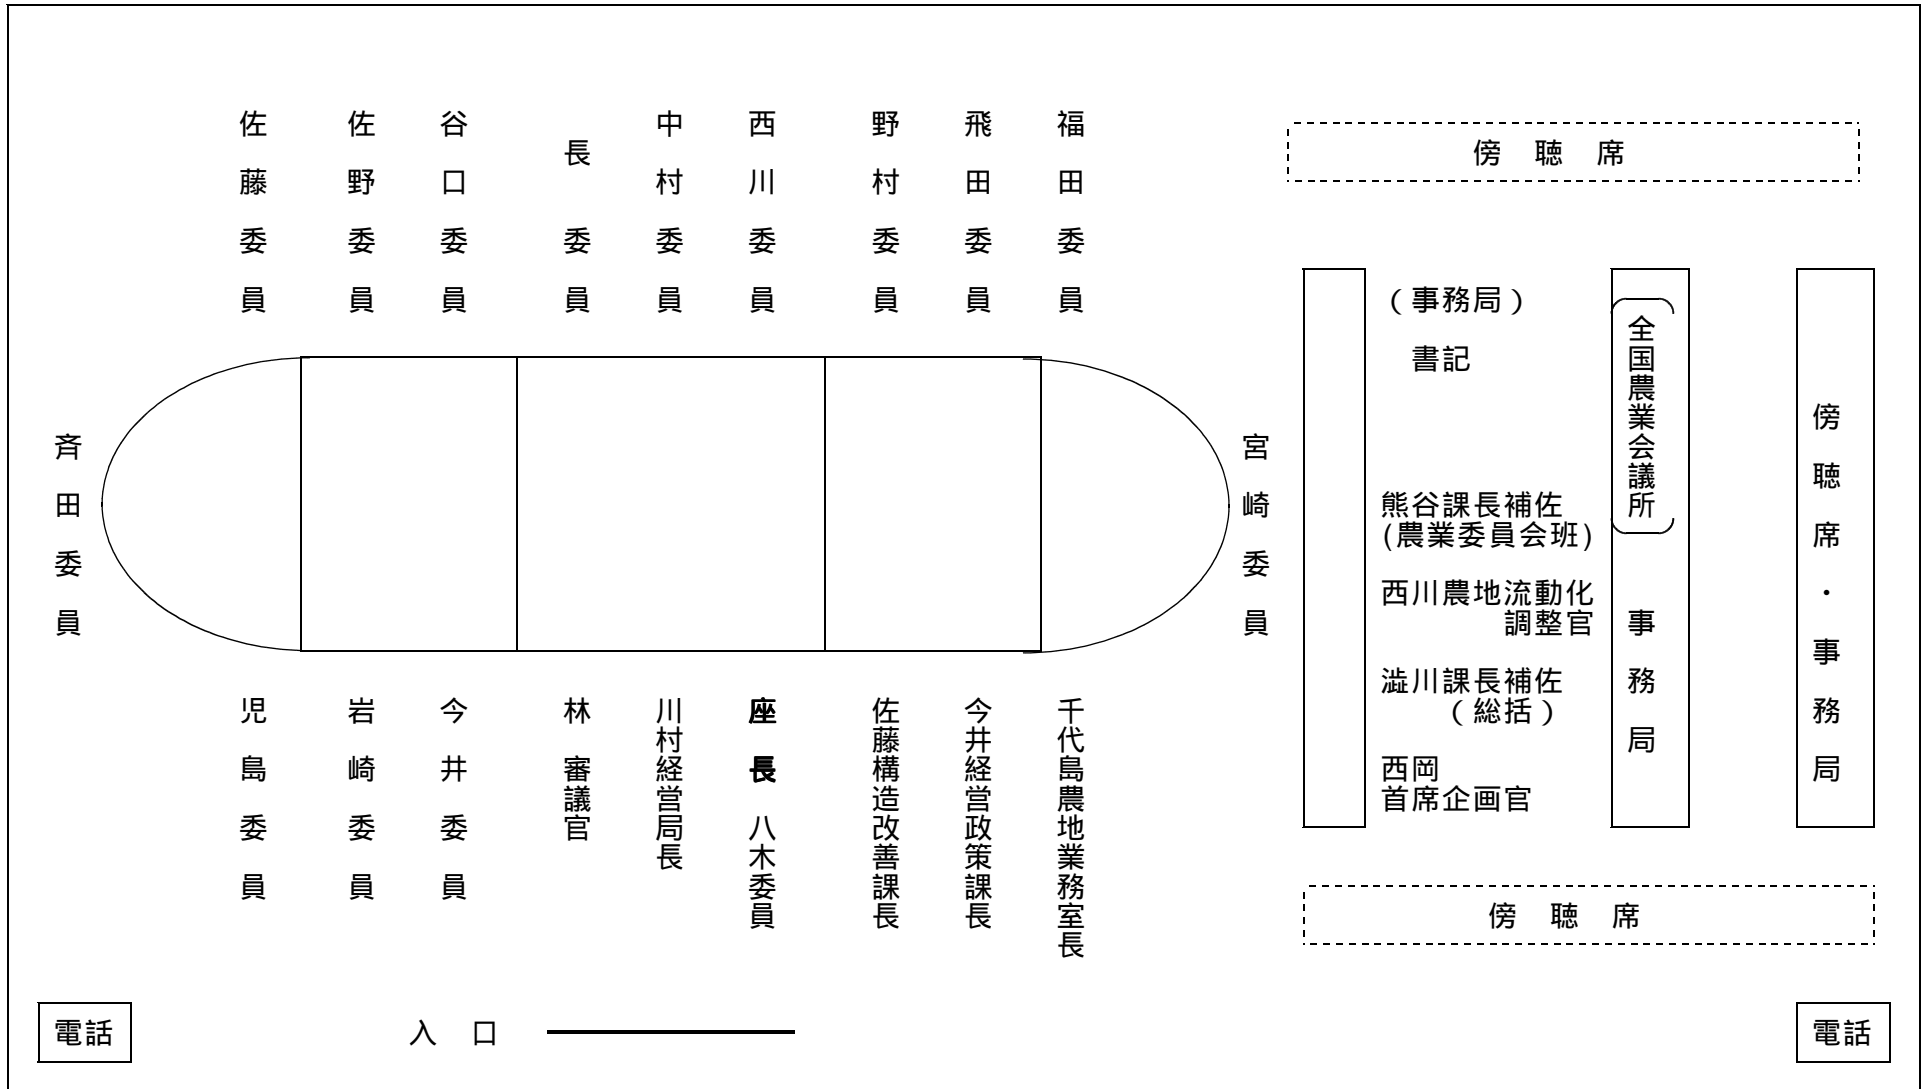 佐藤委員
佐野委員
谷口委員
長　委員
中村委員
西川委員
野村委員
飛田委員
福田委員
傍　聴　席
斉田委員
宮崎委員
（事務局）
書記
熊谷課長補佐
(農業委員会班)
西川農地流動化
調整官
澁川課長補佐
（総括）
西岡
首席企画官
全国農業会議所
事務局
傍聴席・事務局
児島委員
岩崎委員
今井委員
林　審議官
川村経営局長
座長　八木委員
佐藤構造改善課長
今井経営政策課長
千代島農地業務室長
傍　聴　席
電話
入　口
電話